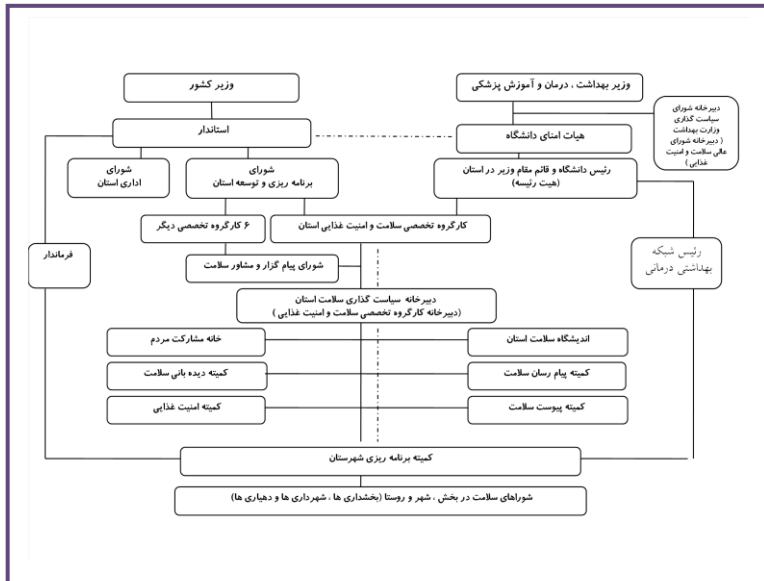 وزیر بهداشت ، درمان و آموزش پزشکی
وزیر کشور
دبیرخانه شورای
سیاست گذاری
وزارت بهداشت
( دبیرخانه شورای
عالی سلامت و امنیت
غذایی )
هیات امنای دانشگاه
استاندار
رئیس دانشگاه و قائم مقام وزیر در استان
(هیت رئیسه)
شورای
برنامه ریزی و توسعه استان
شورای
اداری استان
کارگروه تخصصی سلامت و امنیت غذایی استان
۶ کارگروه تخصصی دیگر
رئیس شبکه
بهداشتی درمانی
فرماندار
شورای پیام گزار و مشاور سلامت
دبیرخانه سیاست گذاری سلامت استان
(دبیرخانه کارگروه تخصصی سلامت و امنیت غذایی )
اندیشگاه سلامت استان
خانه مشارکت مردم
کمیته پیام رسان سلامت
کمیته دیده بانی سلامت
کمیته پیوست سلامت
کمیته امنیت غذایی
کمیته برنامه ریزی شهرستان
شوراهای سلامت در بخش ، شهر و روستا (بخشداری ها ، شهرداری ها و دهیاری ها)